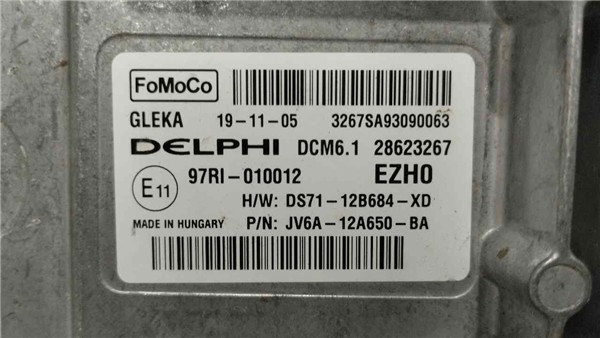 FoMoCo
GLEKA 19-11-05 3267SA93090063
DELPHI DCM6.1 28623267
E11 97RI-010012 EZHO
H/W: DS71-12B684-XD
MADE IN HUNGARY P/N: JV6A-12A650-BA